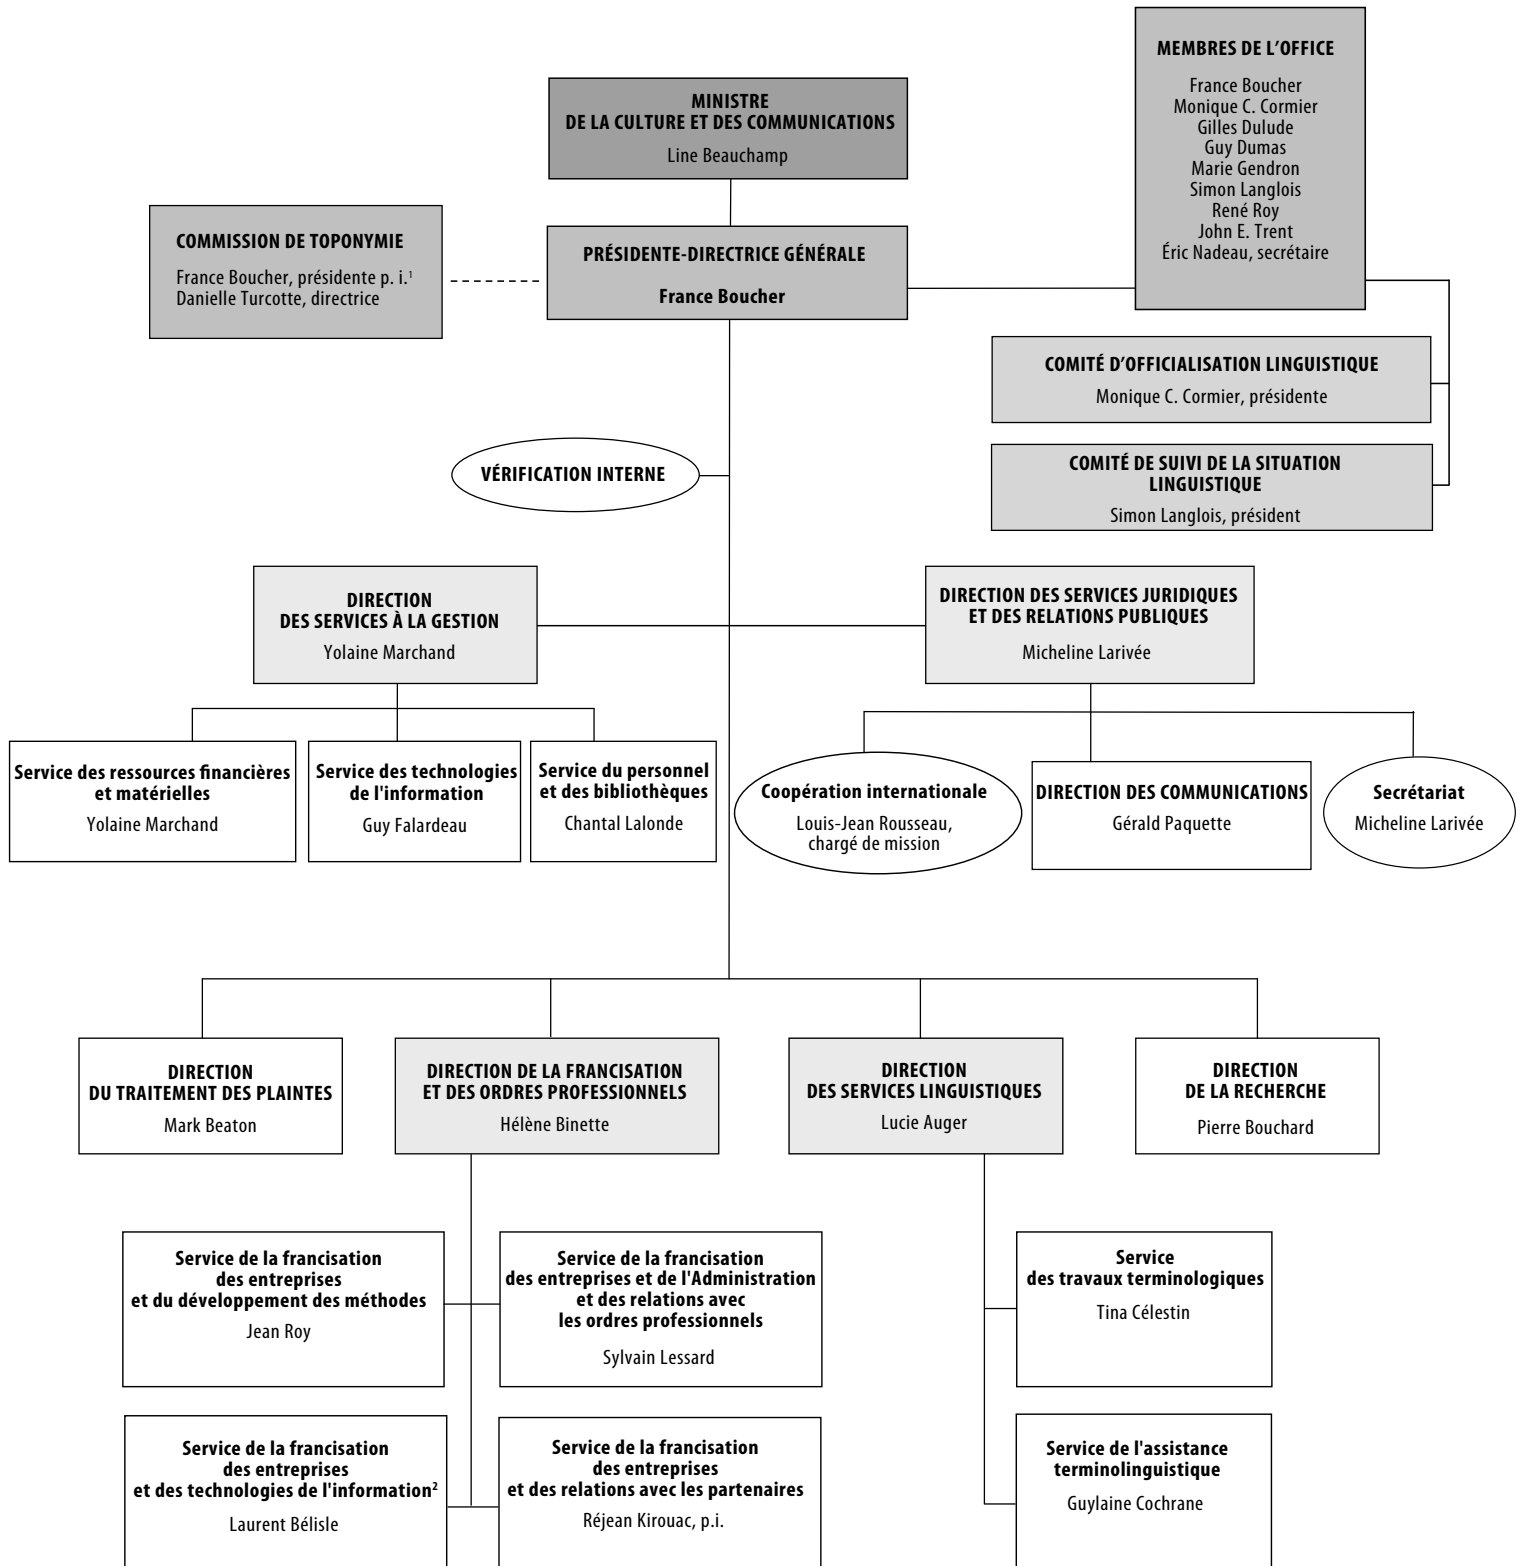 MEMBRES DE L'OFFICE
France Boucher
Monique C. Cormier
Gilles Dulude
Guy Dumas
Marie Gendron
Simon Langlois
René Roy
John E. Trent
Éric Nadeau, secrétaire
MINISTRE
DE LA CULTURE ET DES COMMUNICATIONS
Line Beauchamp
COMMISSION DE TOPONYMIE
France Boucher, présidente p. i.¹
Danielle Turcotte, directrice
PRÉSIDENTE-DIRECTRICE GÉNÉRALE
France Boucher
COMITÉ D'OFFICIALISATION LINGUISTIQUE
Monique C. Cormier, présidente
COMITÉ DE SUIVI DE LA SITUATION
LINGUISTIQUE
Simon Langlois, président
VÉRIFICATION INTERNE
DIRECTION
DES SERVICES À LA GESTION
Yolaine Marchand
DIRECTION DES SERVICES JURIDIQUES
ET DES RELATIONS PUBLIQUES
Micheline Larivée
Service des ressources financières
et matérielles
Yolaine Marchand
Service des technologies
de l'information
Guy Falardeau
Service du personnel
et des bibliothèques
Chantal Lalonde
Coopération internationale
Louis-Jean Rousseau,
chargé de mission
DIRECTION DES COMMUNICATIONS
Gérald Paquette
Secrétariat
Micheline Larivée
DIRECTION
DU TRAITEMENT DES PLAINTES
Mark Beaton
DIRECTION DE LA FRANCISATION
ET DES ORDRES PROFESSIONNELS
Hélène Binette
DIRECTION
DES SERVICES LINGUISTIQUES
Lucie Auger
DIRECTION
DE LA RECHERCHE
Pierre Bouchard
Service de la francisation
des entreprises
et du développement des méthodes
Jean Roy
Service de la francisation
des entreprises et de l'Administration
et des relations avec
les ordres professionnels
Sylvain Lessard
Service
des travaux terminologiques
Tina Célestin
Service de la francisation
des entreprises
et des technologies de l'information²
Laurent Bélisle
Service de la francisation
des entreprises
et des relations avec les partenaires
Réjean Kirouac, p.i.
Service de l'assistance
terminolinguistique
Guylaine Cochrane